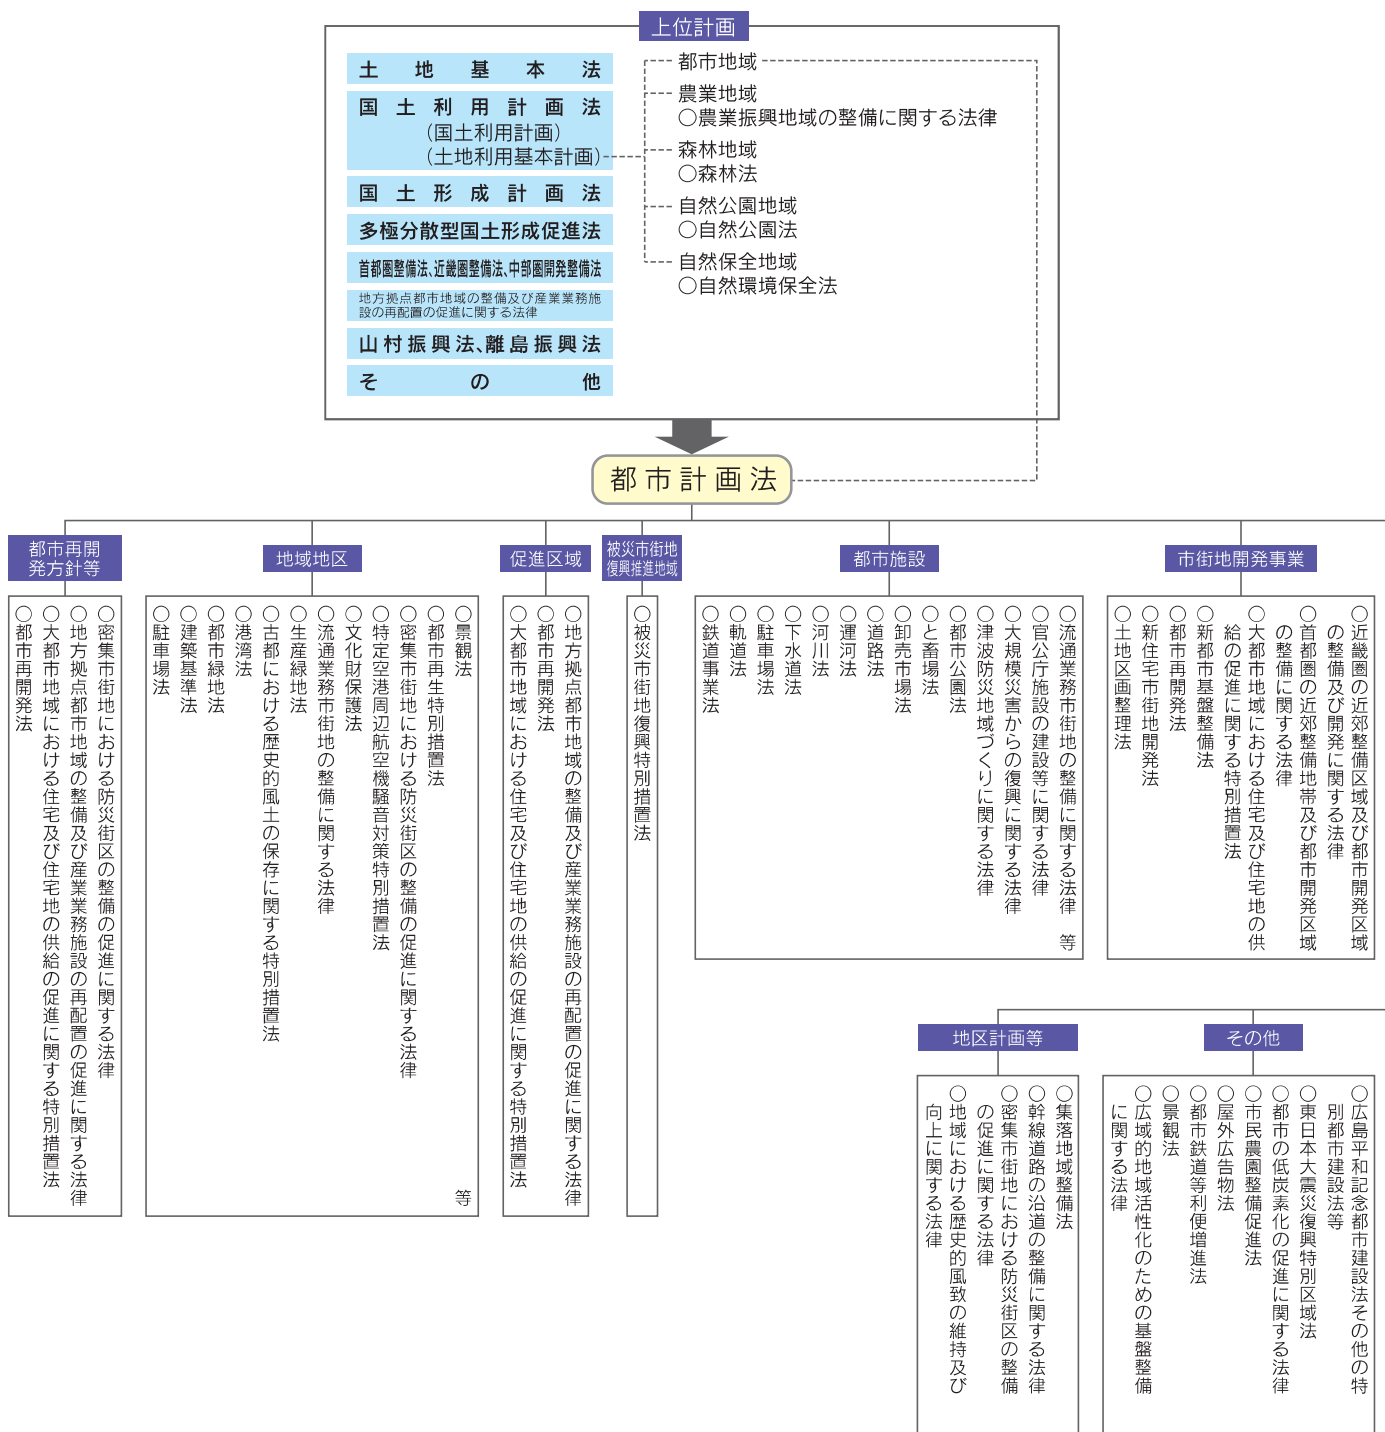 上位計画
土地基本法
国土利用計画法
（国土利用計画）
（土地利用基本計画）
国土形成計画法
多極分散型国土形成促進法
首都圏整備法、近畿圏整備法、中部圏開発整備法
地方拠点都市地域の整備及び産業業務施
設の再配置の促進に関する法律
山村振興法、離島振興法
その他
都市地域
農業地域
○農業振興地域の整備に関する法律
森林地域
○森林法
自然公園地域
○自然公園法
自然保全地域
○自然環境保全法
都市計画法
都市再開
発方針等
○密集市街地における防災街区の整備の促進に関する法律
○地方拠点都市地域の整備及び産業業務施設の再配置の促進に関する法律
○大都市地域における住宅及び住宅地の供給の促進に関する特別措置法
○都市再開発法
地域地区
○景観法
○都市再生特別措置法
○密集市街地における防災街区の整備の促進に関する法律
○特定空港周辺航空機騒音対策特別措置法
○文化財保護法
○流通業務市街地の整備に関する法律
○生産緑地法
○古都における歴史的風土の保存に関する特別措置法
○港湾法
○都市緑地法
○建築基準法
○駐車場法
等
促進区域
○地方拠点都市地域の整備及び産業業務施設の再配置の促進に関する法律
○都市再開発法
○大都市地域における住宅及び住宅地の供給の促進に関する特別措置法
被災市街地
復興推進地域
○被災市街地復興特別措置法
都市施設
○流通業務市街地の整備に関する法律　等
○官公庁施設の建設等に関する法律
○大規模災害からの復興に関する法律
○津波防災地域づくりに関する法律
○都市公園法
○と畜場法
○卸売市場法
○道路法
○運河法
○河川法
○下水道法
○駐車場法
○軌道法
○鉄道事業法
市街地開発事業
○近畿圏の近郊整備区域及び都市開発区域
の整備及び開発に関する法律
○首都圏の近郊整備地帯及び都市開発区域
の整備に関する法律
○大都市地域における住宅及び住宅地の供
給の促進に関する特別措置法
○新都市基盤整備法
○都市再開発法
○新住宅市街地開発法
○土地区画整理法
地区計画等
○集落地域整備法
○幹線道路の沿道の整備に関する法律
○密集市街地における防災街区の整備
の促進に関する法律
○地域における歴史的風致の維持及び
向上に関する法律
その他
○広島平和記念都市建設法その他の特
別都市建設法等
○東日本大震災復興特別区域法
○都市の低炭素化の促進に関する法律
○市民農園整備促進法
○屋外広告物法
○都市鉄道等利便増進法
○景観法
○広域的地域活性化のための基盤整備
に関する法律